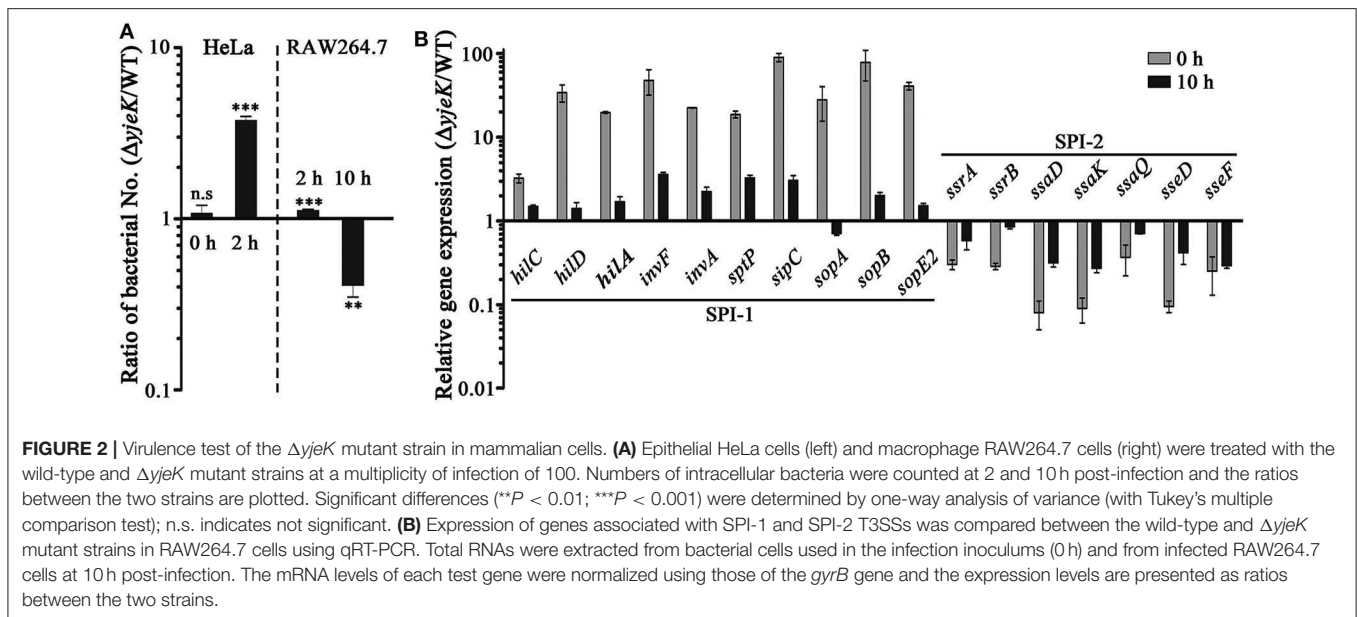 A
HeLa
RAW264.7
Ratio of bacterial No. (ΔyjeK/WT)
10
1
0.1
n.s
***
0 h
2 h
2 h
***
10 h
**
B
Relative gene expression (ΔyjeK/WT)
100
10
1
0.1
0.01
0 h
10 h
SPI-2
ssrA ssrB ssaD ssaK ssaQ sseD sseF
hilC hilD hilA invF invA sptP sipC sopA sopB sopE2
SPI-1
FIGURE 2 | Virulence test of the ΔyjeK mutant strain in mammalian cells. (A) Epithelial HeLa cells (left) and macrophage RAW264.7 cells (right) were treated with the
wild-type and ΔyjeK mutant strains at a multiplicity of infection of 100. Numbers of intracellular bacteria were counted at 2 and 10 h post-infection and the ratios
between the two strains are plotted. Significant differences (**P < 0.01; ***P < 0.001) were determined by one-way analysis of variance (with Tukey's multiple
comparison test); n.s. indicates not significant. (B) Expression of genes associated with SPI-1 and SPI-2 T3SSs was compared between the wild-type and ΔyjeK
mutant strains in RAW264.7 cells using qRT-PCR. Total RNAs were extracted from bacterial cells used in the infection inoculums (0 h) and from infected RAW264.7
cells at 10 h post-infection. The mRNA levels of each test gene were normalized using those of the gyrB gene and the expression levels are presented as ratios
between the two strains.